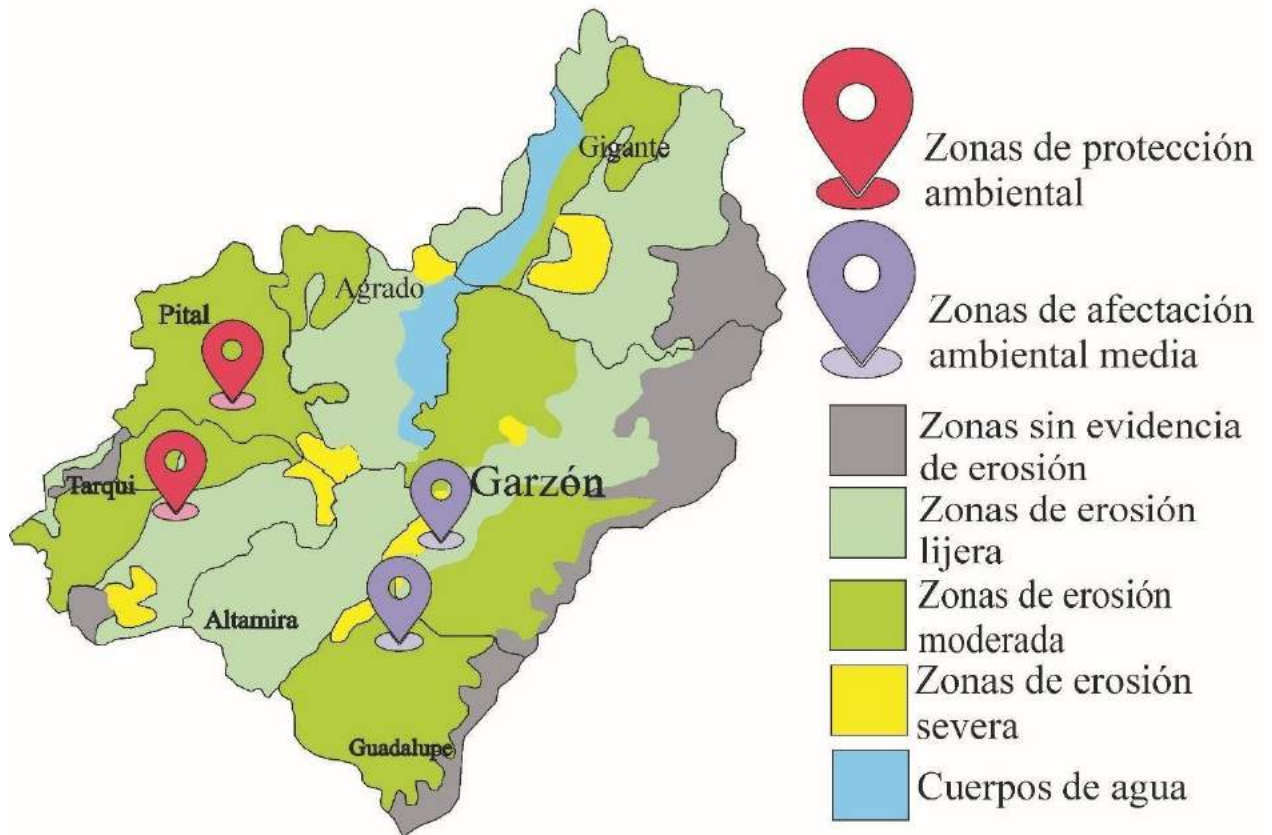 Gigante
Agrado
Pital
Tarqui
Garzón
Altamira
Guadalupe
Zonas de protección
ambiental
Zonas de afectación
ambiental media
Zonas sin evidencia
de erosión
Zonas de erosión
lijera
Zonas de erosión
moderada
Zonas de erosión
severa
Cuerpos de agua